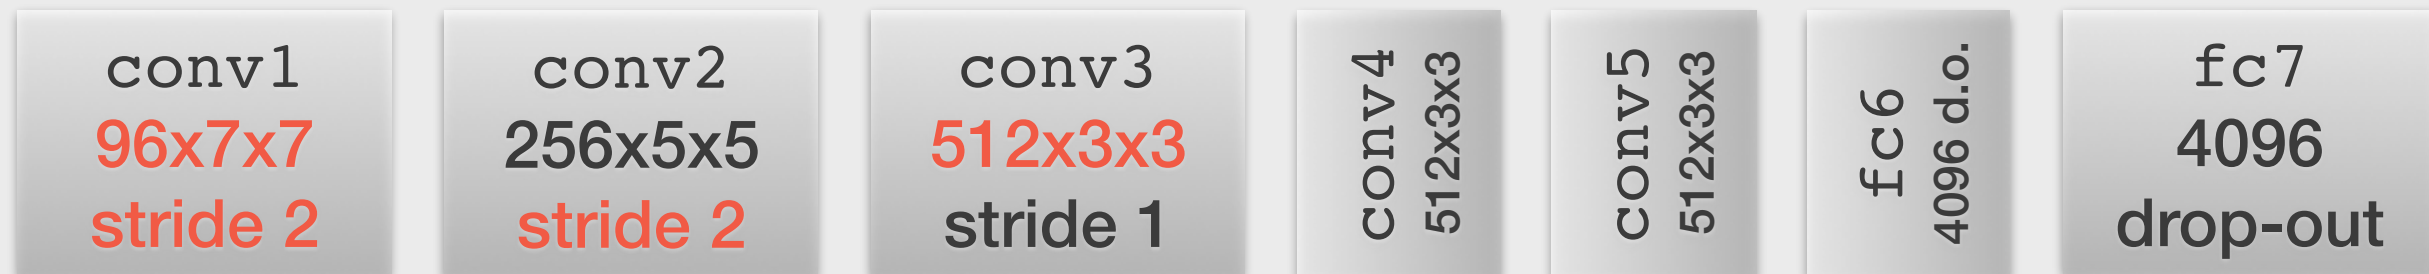 conv1
96x7x7
stride 2
conv2
256x5x5
stride 2
conv3
512x3x3
stride 1
conv4
512x3x3
conv5
512x3x3
fc6
4096 d.o.
fc7
4096
drop-out